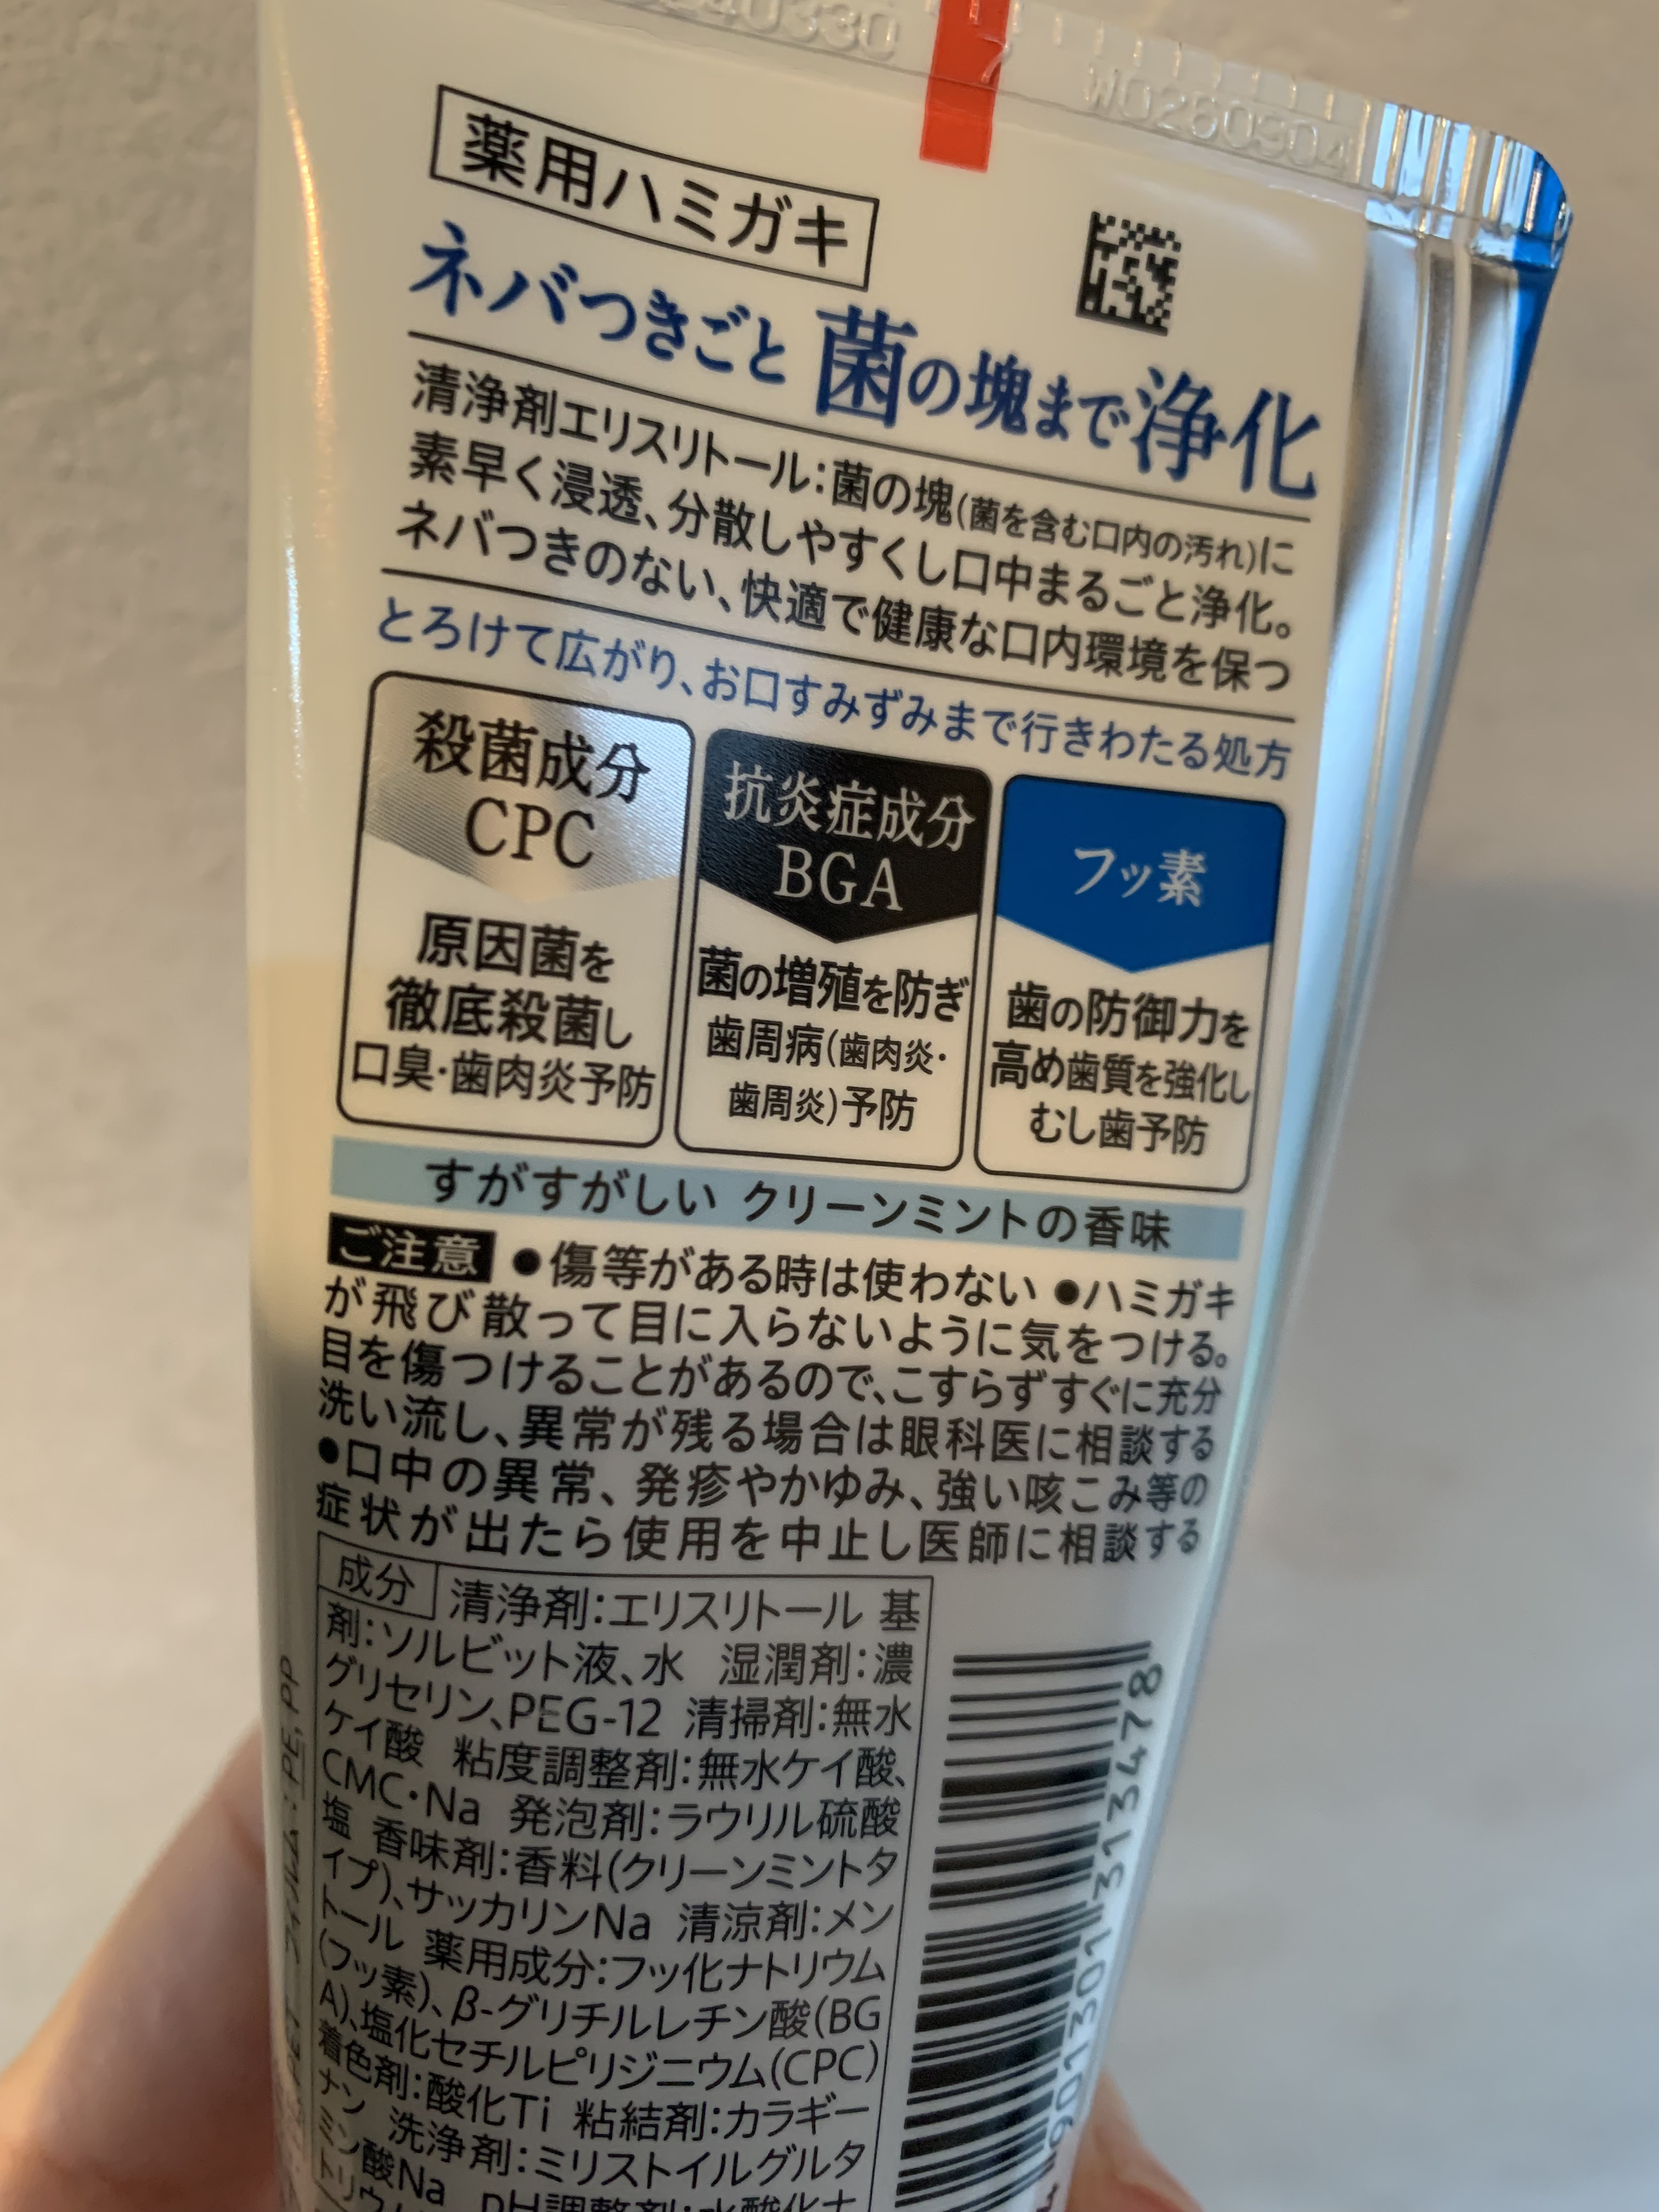 240330
W0260304
薬用ハミガキ
ネバつきごと 菌の塊まで浄化
清浄剤エリスリトール:菌の塊(菌を含む口内の汚れ)に
素早く浸透、分散しやすくし口中まるごと浄化。
ネバつきのない、快適で健康な口内環境を保つ
とろけて広がり、お口すみずみまで行きわたる処方
殺菌成分
CPC
原因菌を
徹底殺菌し
口臭・歯肉炎予防
抗炎症成分
BGA
菌の増殖を防ぎ
歯周病(歯肉炎・
歯周炎)予防
フッ素
歯の防御力を
高め歯質を強化し
むし歯予防
すがすがしい クリーンミントの香味
ご注意 ●傷等がある時は使わない ●ハミガキ
が飛び散って目に入らないように気をつける。
目を傷つけることがあるので、こすらずすぐに充分
洗い流し、異常が残る場合は眼科医に相談する
●口中の異常、発疹やかゆみ、強い咳こみ等の
症状が出たら使用を中止し医師に相談する
成分 清浄剤:エリスリトール 基
剤:ソルビット液、水 湿潤剤:濃
グリセリン、PEG-12 清掃剤:無水
ケイ酸 粘度調整剤:無水ケイ酸、
CMC・Na 発泡剤:ラウリル硫酸
塩 香味剤:香料(クリーンミントタ
イプ)、サッカリンNa 清涼剤:メン
トール 薬用成分:フッ化ナトリウム
(フッ素)、β-グリチルレチン酸(BG
A)、塩化セチルピリジニウム(CPC)
着色剤:酸化Ti 粘結剤:カラギー
ナン 洗浄剤:ミリストイルグルタ
ミン酸Na pH調整剤:水酸化ナ
トリウ
PE, PP
901301313478